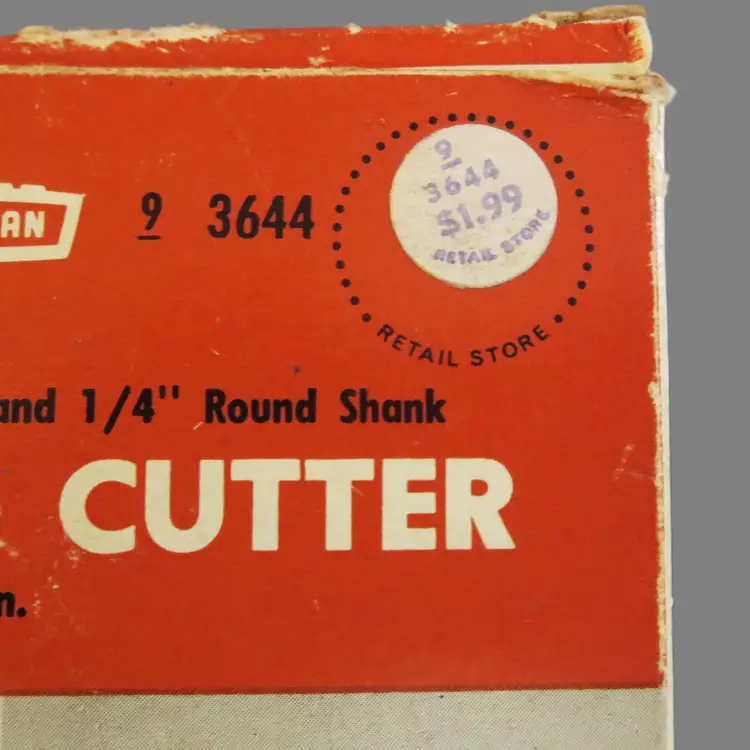 AN
9 3644
9
3644
$1.99
RETAIL STORE
RETAIL STORE
and 1/4" Round Shank
CUTTER
n.